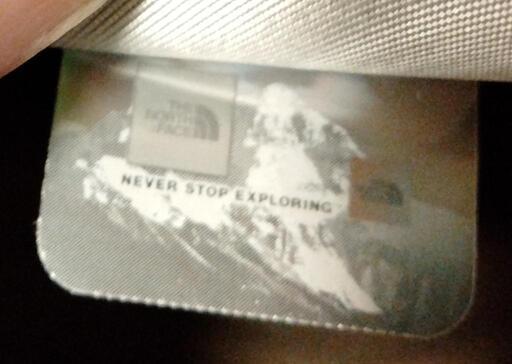 THE
NORTH
FACE
NEVER STOP EXPLORING